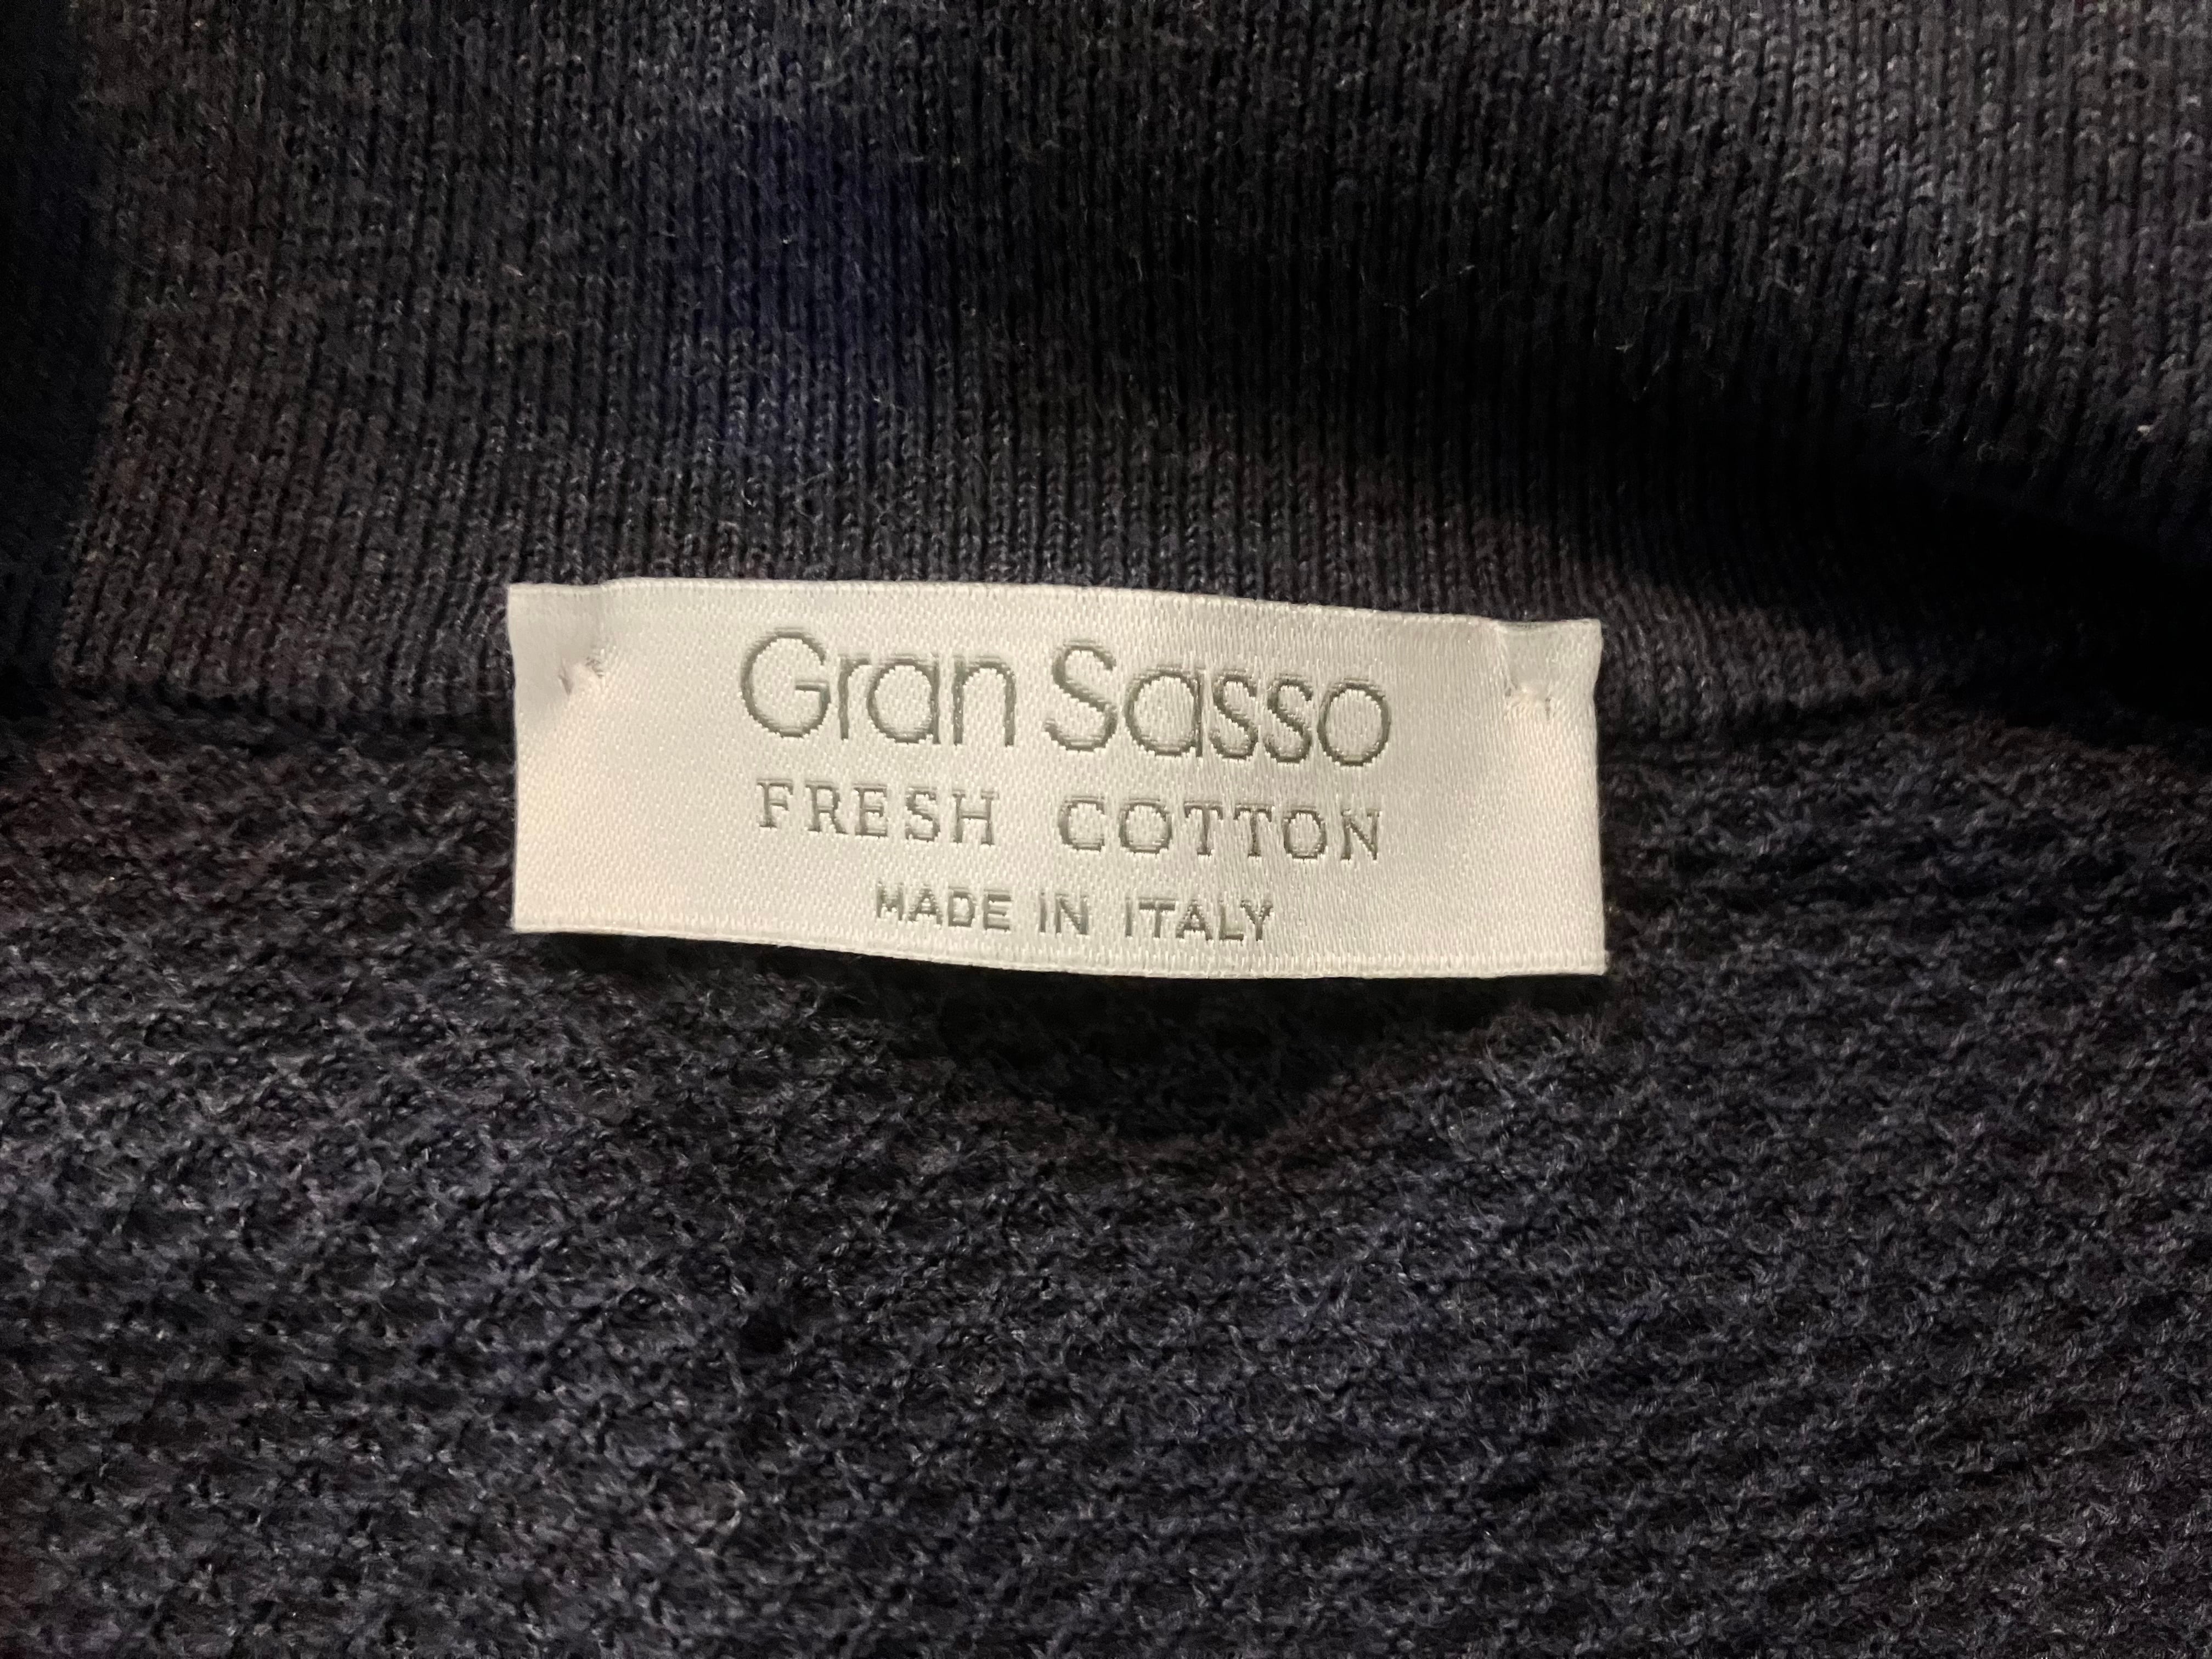 Gran Sasso
FRESH COTTON
MADE IN ITALY